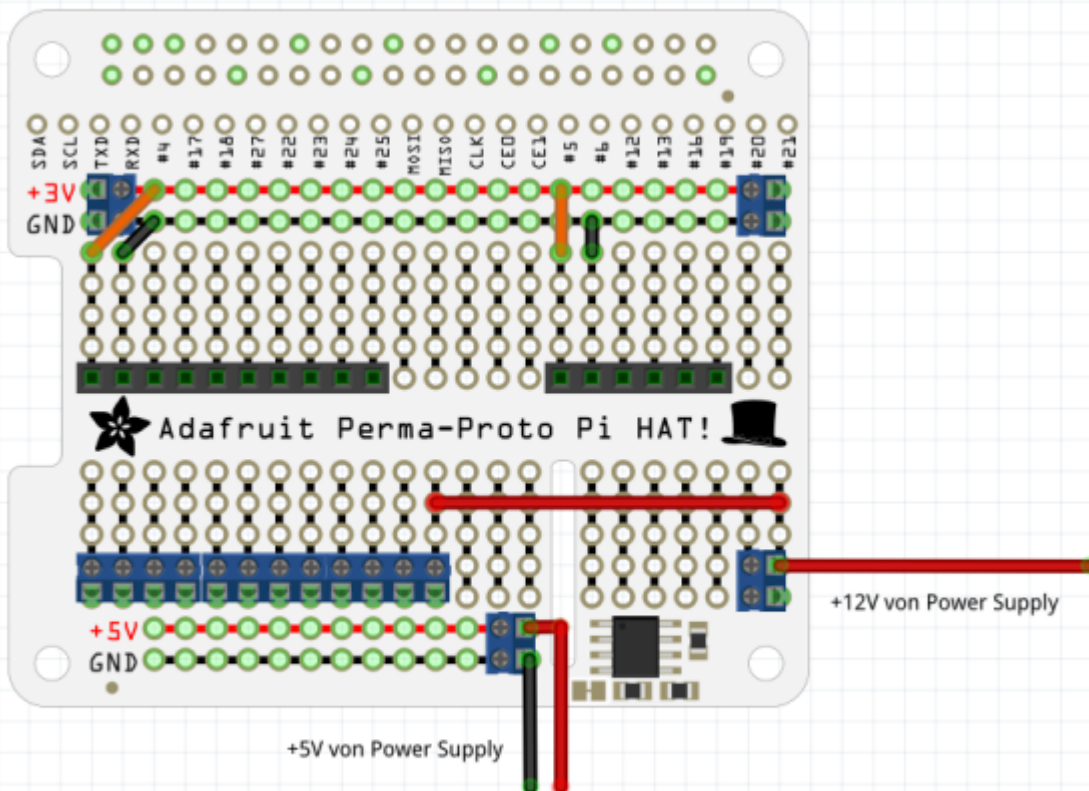 SDA SCL TXD RXD #4 #17 #18 #27 #22 #23 #24 #25 MOSI MISO CLK CE0 CE1 #5 #6 #12 #13 #16 #19 #20 #21
+3V
GND
Adafruit Perma-Proto Pi HAT!
+12V von Power Supply
+5V
GND
+5V von Power Supply